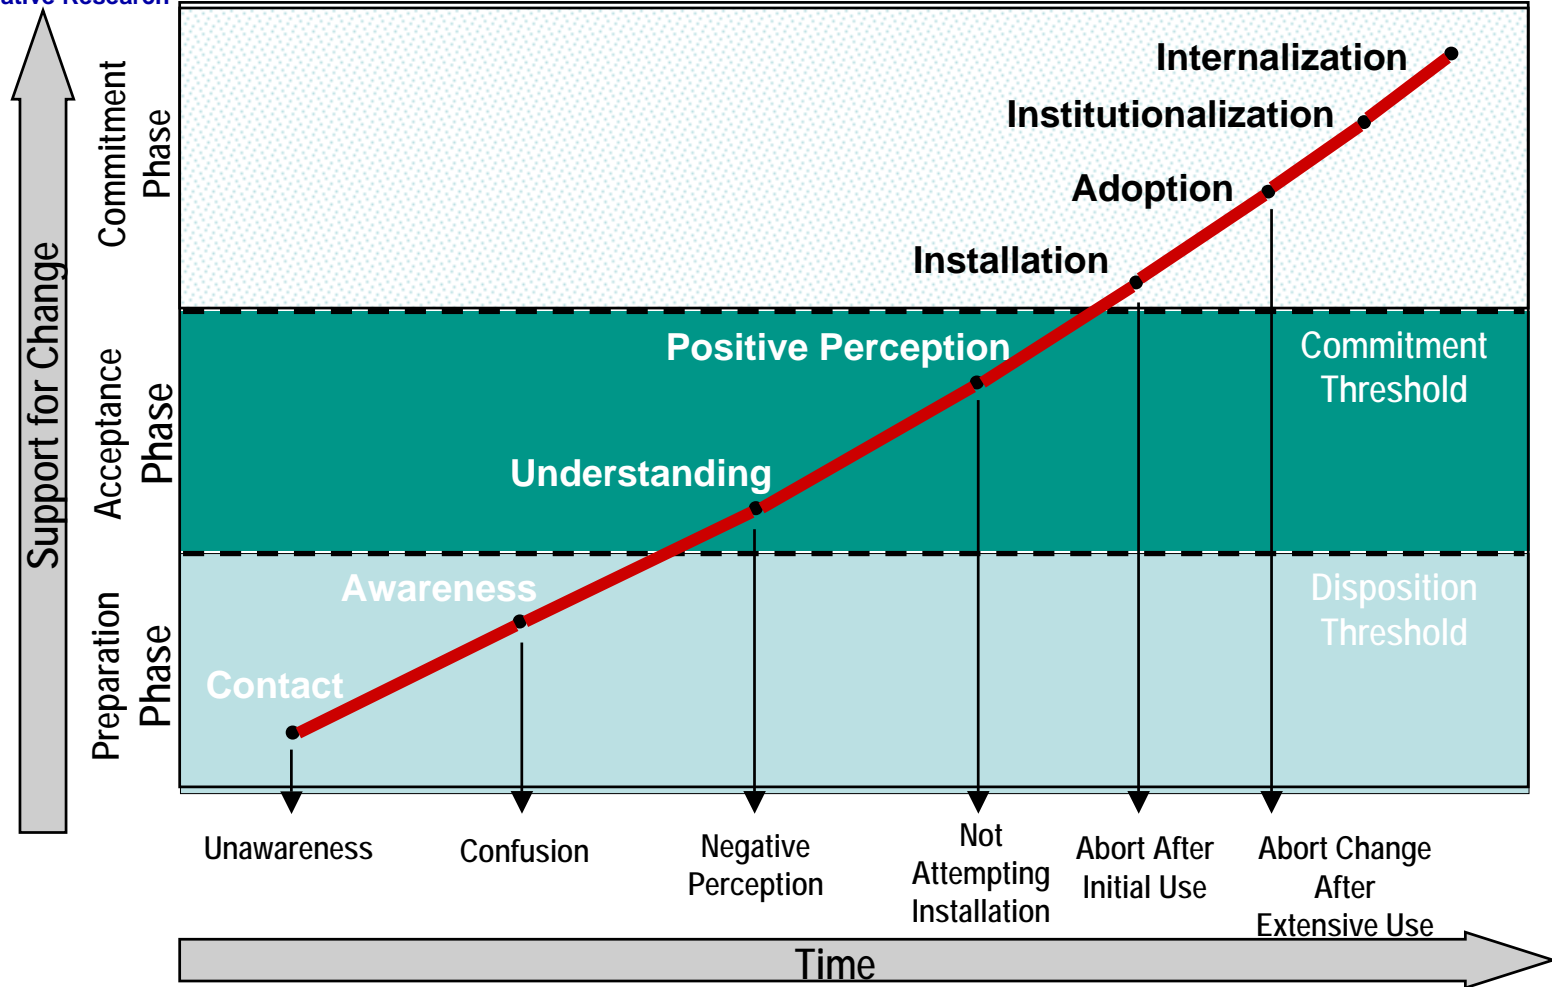 Research
Internalization
Institutionalization
Adoption
Installation
Positive Perception
Understanding
Awareness
Contact
Commitment
Threshold
Disposition
Threshold
Support for Change
Commitment
Phase
Acceptance
Phase
Preparation
Phase
Unawareness
Confusion
Negative
Perception
Not
Attempting
Installation
Abort After
Initial Use
Abort Change
After
Extensive Use
Time